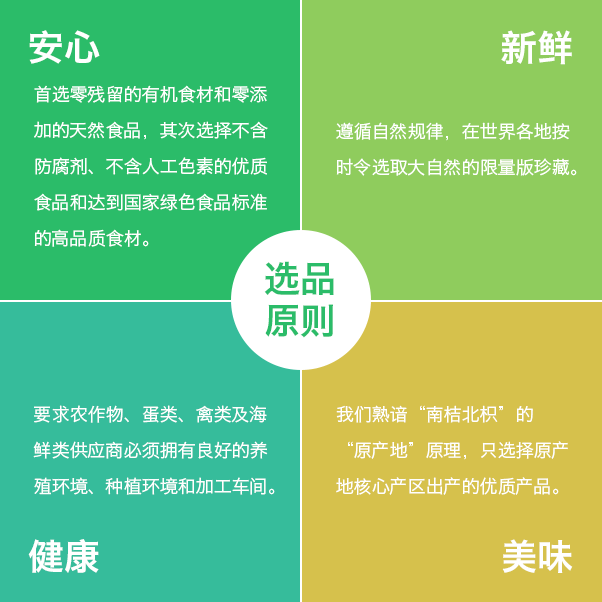 安心
首选零残留的有机食材和零添
加的天然食品，其次选择不含
防腐剂、不含人工色素的优质
食品和达到国家绿色食品标准
的高品质食材。
新鲜
遵循自然规律，在世界各地按
时令选取大自然的限量版珍藏。
选品
原则
要求农作物、蛋类、禽类及海
鲜类供应商必须拥有良好的养
殖环境、种植环境和加工车间。
健康
我们熟谙“南桔北枳”的
“原产地”原理，只选择原产
地核心产区出产的优质产品。
美味